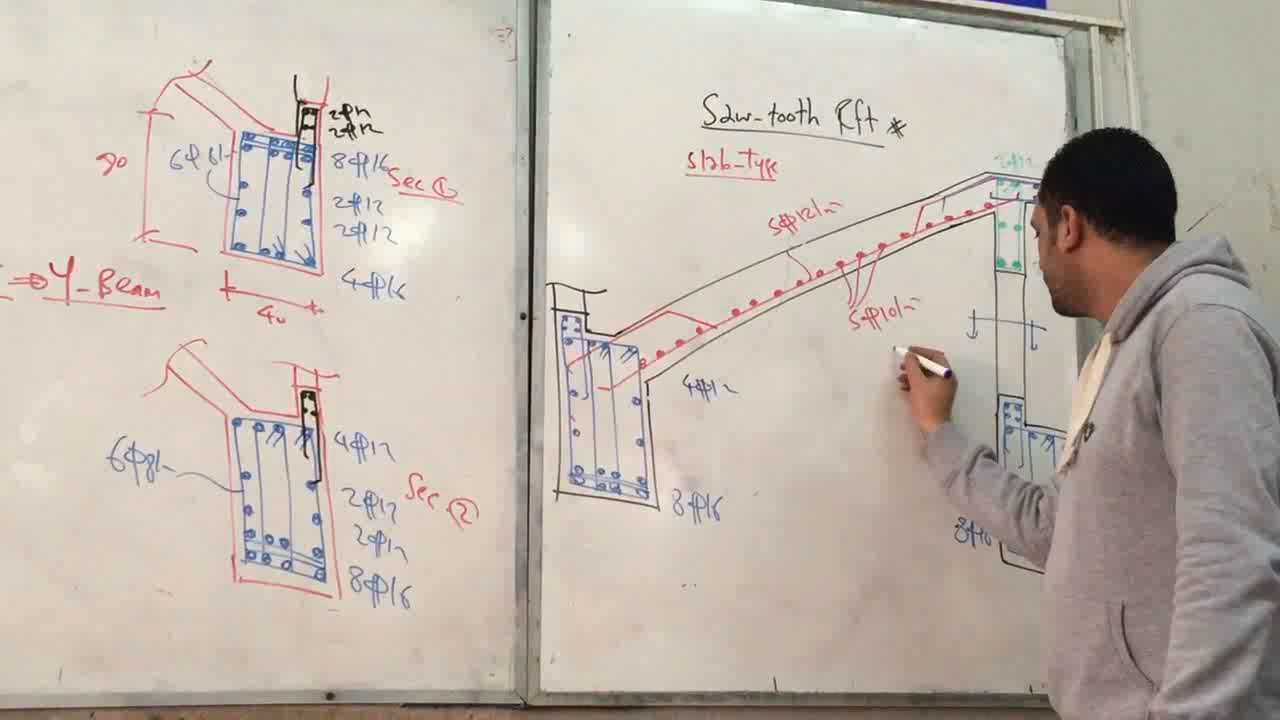 2φ12
2φ12
6φ8/-
8φ16
Sec ①
2φ12
2φ12
90
4φ16
⇒ Y-Beam
40
6φ8/-
4φ12
Sec ②
2φ12
2φ12
8φ16
Saw-tooth Rft *
Slab-Type
2φ12
5φ12/-
5φ10/-
4φ12
8φ16